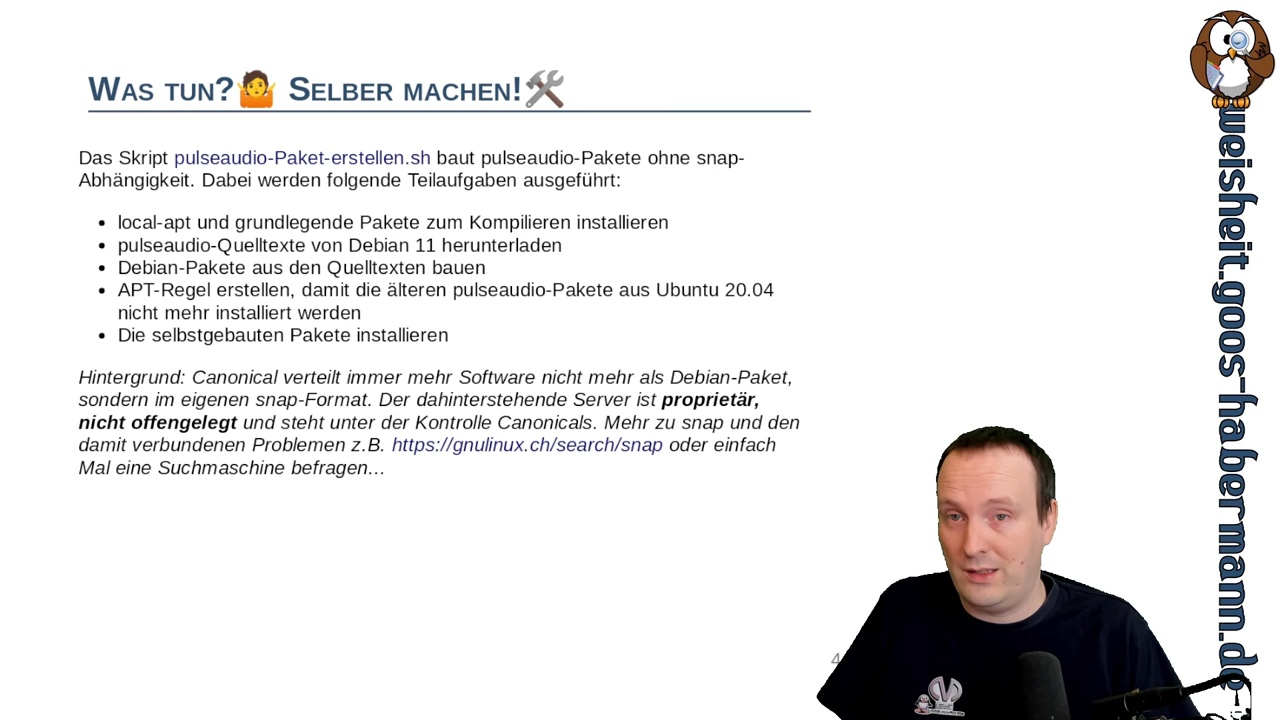 Was tun?🤷 Selber machen!🛠
Das Skript pulseaudio-Paket-erstellen.sh baut pulseaudio-Pakete ohne snap-
Abhängigkeit. Dabei werden folgende Teilaufgaben ausgeführt:
• local-apt und grundlegende Pakete zum Kompilieren installieren
• pulseaudio-Quelltexte von Debian 11 herunterladen
• Debian-Pakete aus den Quelltexten bauen
• APT-Regel erstellen, damit die älteren pulseaudio-Pakete aus Ubuntu 20.04
nicht mehr installiert werden
• Die selbstgebauten Pakete installieren
Hintergrund: Canonical verteilt immer mehr Software nicht mehr als Debian-Paket,
sondern im eigenen snap-Format. Der dahinterstehende Server ist proprietär,
nicht offengelegt und steht unter der Kontrolle Canonicals. Mehr zu snap und den
damit verbundenen Problemen z.B. https://gnulinux.ch/search/snap oder einfach
Mal eine Suchmaschine befragen…
4
weisheit.goos-habermann.de